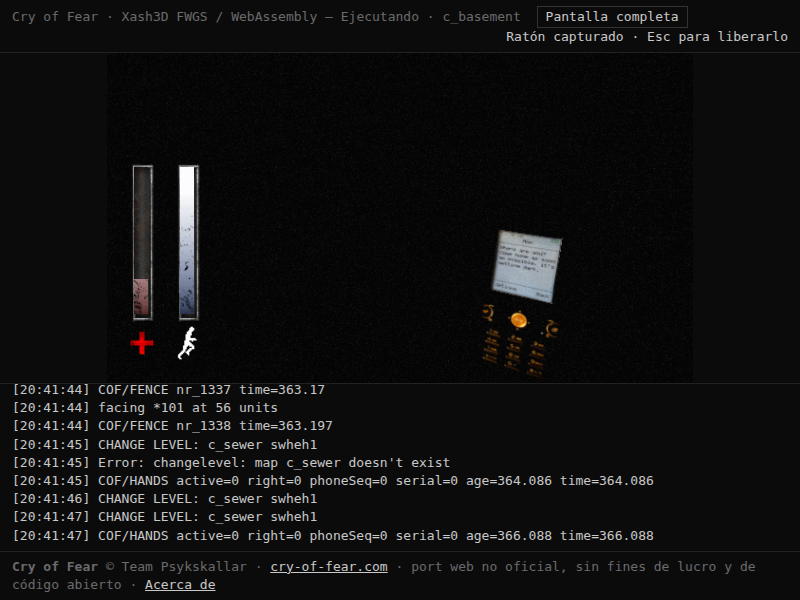 Cry of Fear · Xash3D FWGS / WebAssembly — Ejecutando · c_basement
Pantalla completa
Ratón capturado · Esc para liberarlo
[20:41:44] COF/FENCE nr_1337 time=363.17
[20:41:44] facing *101 at 56 units
[20:41:44] COF/FENCE nr_1338 time=363.197
[20:41:45] CHANGE LEVEL: c_sewer swheh1
[20:41:45] Error: changelevel: map c_sewer doesn't exist
[20:41:45] COF/HANDS active=0 right=0 phoneSeq=0 serial=0 age=364.086 time=364.086
[20:41:46] CHANGE LEVEL: c_sewer swheh1
[20:41:47] CHANGE LEVEL: c_sewer swheh1
[20:41:47] COF/HANDS active=0 right=0 phoneSeq=0 serial=0 age=366.088 time=366.088
Cry of Fear © Team Psykskallar · cry-of-fear.com · port web no oficial, sin fines de lucro y de
código abierto · Acerca de